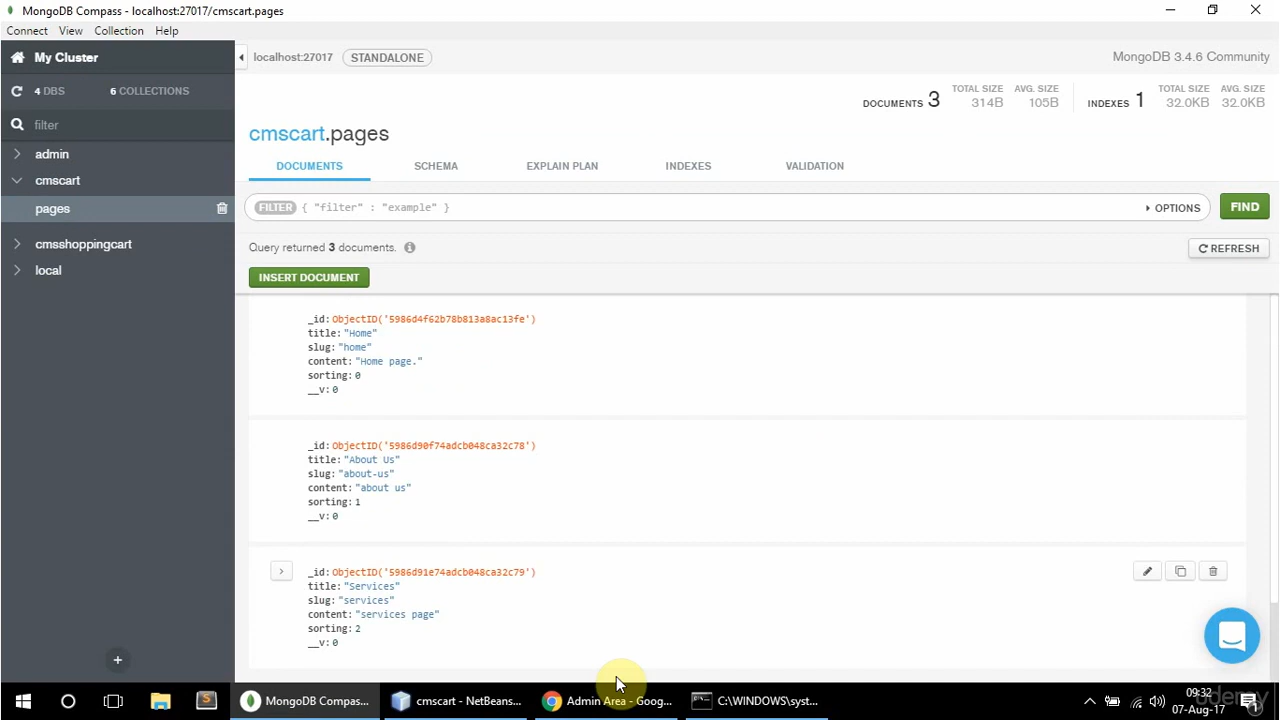 MongoDB Compass - localhost:27017/cmscart.pages
Connect View Collection Help
My Cluster
localhost:27017 STANDALONE
MongoDB 3.4.6 Community
4 DBS 6 COLLECTIONS
DOCUMENTS 3 TOTAL SIZE 314B AVG. SIZE 105B INDEXES 1 TOTAL SIZE 32.0KB AVG. SIZE 32.0KB
filter
admin
cmscart
pages
cmsshoppingcart
local
cmscart.pages
DOCUMENTS SCHEMA EXPLAIN PLAN INDEXES VALIDATION
FILTER { "filter" : "example" } OPTIONS FIND
Query returned 3 documents. REFRESH
INSERT DOCUMENT
_id: ObjectID('5986d4f62b78b813a8ac13fe')
title: "Home"
slug: "home"
content: "Home page."
sorting: 0
__v: 0
_id: ObjectID('5986d90f74adcb048ca32c78')
title: "About Us"
slug: "about-us"
content: "about us"
sorting: 1
__v: 0
_id: ObjectID('5986d91e74adcb048ca32c79')
title: "Services"
slug: "services"
content: "services page"
sorting: 2
__v: 0
MongoDB Compass... cmscart - NetBeans... Admin Area - Goog... C:\WINDOWS\syst...
09:32
07-Aug-17
udemy